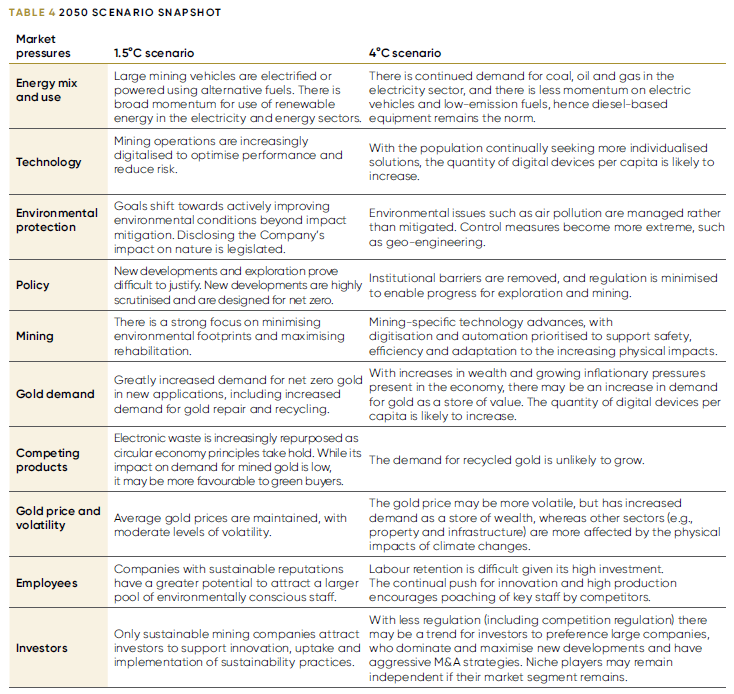 TABLE 4 2050 SCENARIO SNAPSHOT
Market
pressures
1.5°C scenario
4°C scenario
Energy mix
and use
Large mining vehicles are electrified or
powered using alternative fuels. There is
broad momentum for use of renewable
energy in the electricity and energy sectors.
There is continued demand for coal, oil and gas in the
electricity sector, and there is less momentum on electric
vehicles and low-emission fuels, hence diesel-based
equipment remains the norm.
Technology
Mining operations are increasingly
digitalised to optimise performance and
reduce risk.
With the population continually seeking more individualised
solutions, the quantity of digital devices per capita is likely to
increase.
Environmental
protection
Goals shift towards actively improving
environmental conditions beyond impact
mitigation. Disclosing the Company's
impact on nature is legislated.
Environmental issues such as air pollution are managed rather
than mitigated. Control measures become more extreme, such
as geo-engineering.
Policy
New developments and exploration prove
difficult to justify. New developments are highly
scrutinised and are designed for net zero.
Institutional barriers are removed, and regulation is minimised
to enable progress for exploration and mining.
Mining
There is a strong focus on minimising
environmental footprints and maximising
rehabilitation.
Mining-specific technology advances, with
digitisation and automation prioritised to support safety,
efficiency and adaptation to the increasing physical impacts.
Gold demand
Greatly increased demand for net zero gold
in new applications, including increased
demand for gold repair and recycling.
With increases in wealth and growing inflationary pressures
present in the economy, there may be an increase in demand
for gold as a store of value. The quantity of digital devices per
capita is likely to increase.
Competing
products
Electronic waste is increasingly repurposed as
circular economy principles take hold. While its
impact on demand for mined gold is low,
it may be more favourable to green buyers.
The demand for recycled gold is unlikely to grow.
Gold price and
volatility
Average gold prices are maintained, with
moderate levels of volatility.
The gold price may be more volatile, but has increased
demand as a store of wealth, whereas other sectors (e.g.,
property and infrastructure) are more affected by the physical
impacts of climate changes.
Employees
Companies with sustainable reputations
have a greater potential to attract a larger
pool of environmentally conscious staff.
Labour retention is difficult given its high investment.
The continual push for innovation and high production
encourages poaching of key staff by competitors.
Investors
Only sustainable mining companies attract
investors to support innovation, uptake and
implementation of sustainability practices.
With less regulation (including competition regulation) there
may be a trend for investors to preference large companies,
who dominate and maximise new developments and have
aggressive M&A strategies. Niche players may remain
independent if their market segment remains.